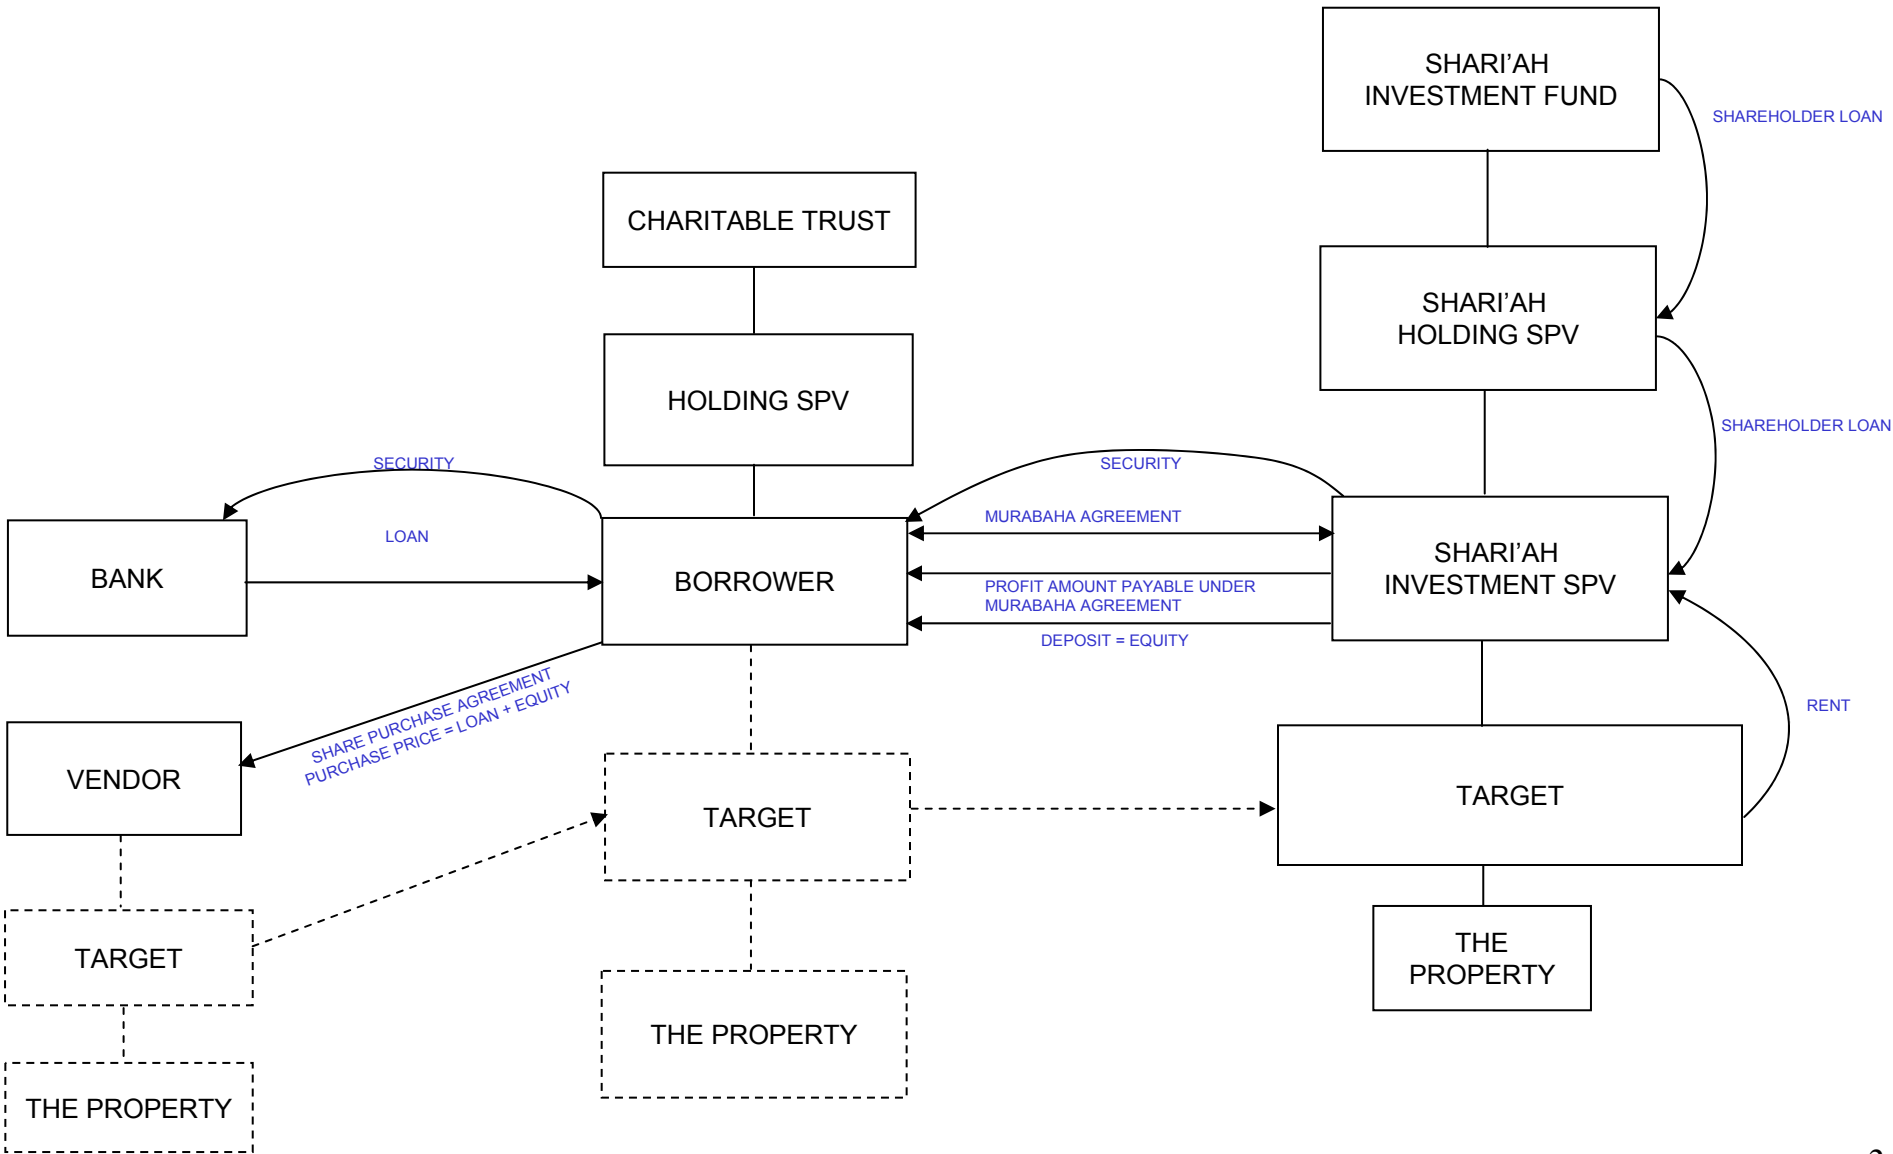 SHARI'AH
INVESTMENT FUND
SHAREHOLDER LOAN
CHARITABLE TRUST
SHARI'AH
HOLDING SPV
HOLDING SPV
SHAREHOLDER LOAN
SECURITY
SECURITY
MURABAHA AGREEMENT
BANK
LOAN
BORROWER
SHARI'AH
INVESTMENT SPV
PROFIT AMOUNT PAYABLE UNDER
MURABAHA AGREEMENT
DEPOSIT = EQUITY
SHARE PURCHASE AGREEMENT
PURCHASE PRICE = LOAN + EQUITY
RENT
VENDOR
TARGET
TARGET
TARGET
THE
PROPERTY
THE PROPERTY
THE PROPERTY